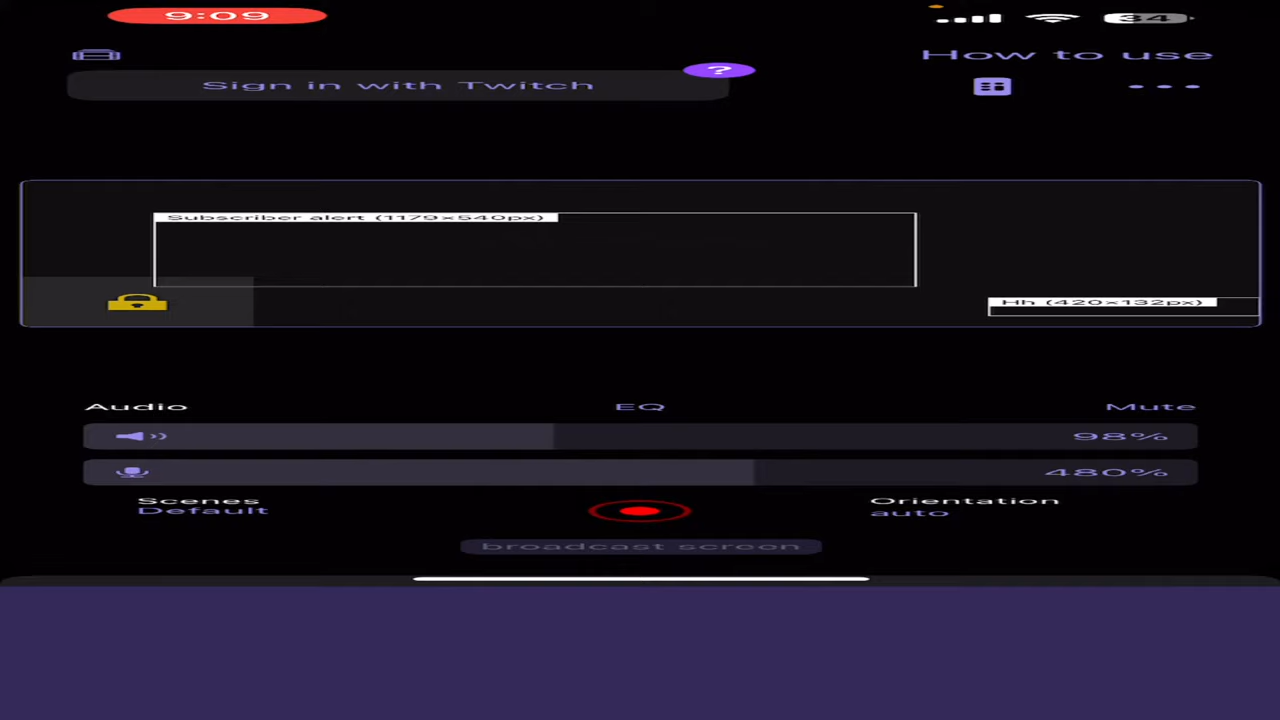 9:09
34
How to use
?
Sign in with Twitch
Subscriber alert (1179×540px)
Hh (420×132px)
Audio
EQ
Mute
98%
480%
Scenes
Default
Orientation
auto
broadcast screen